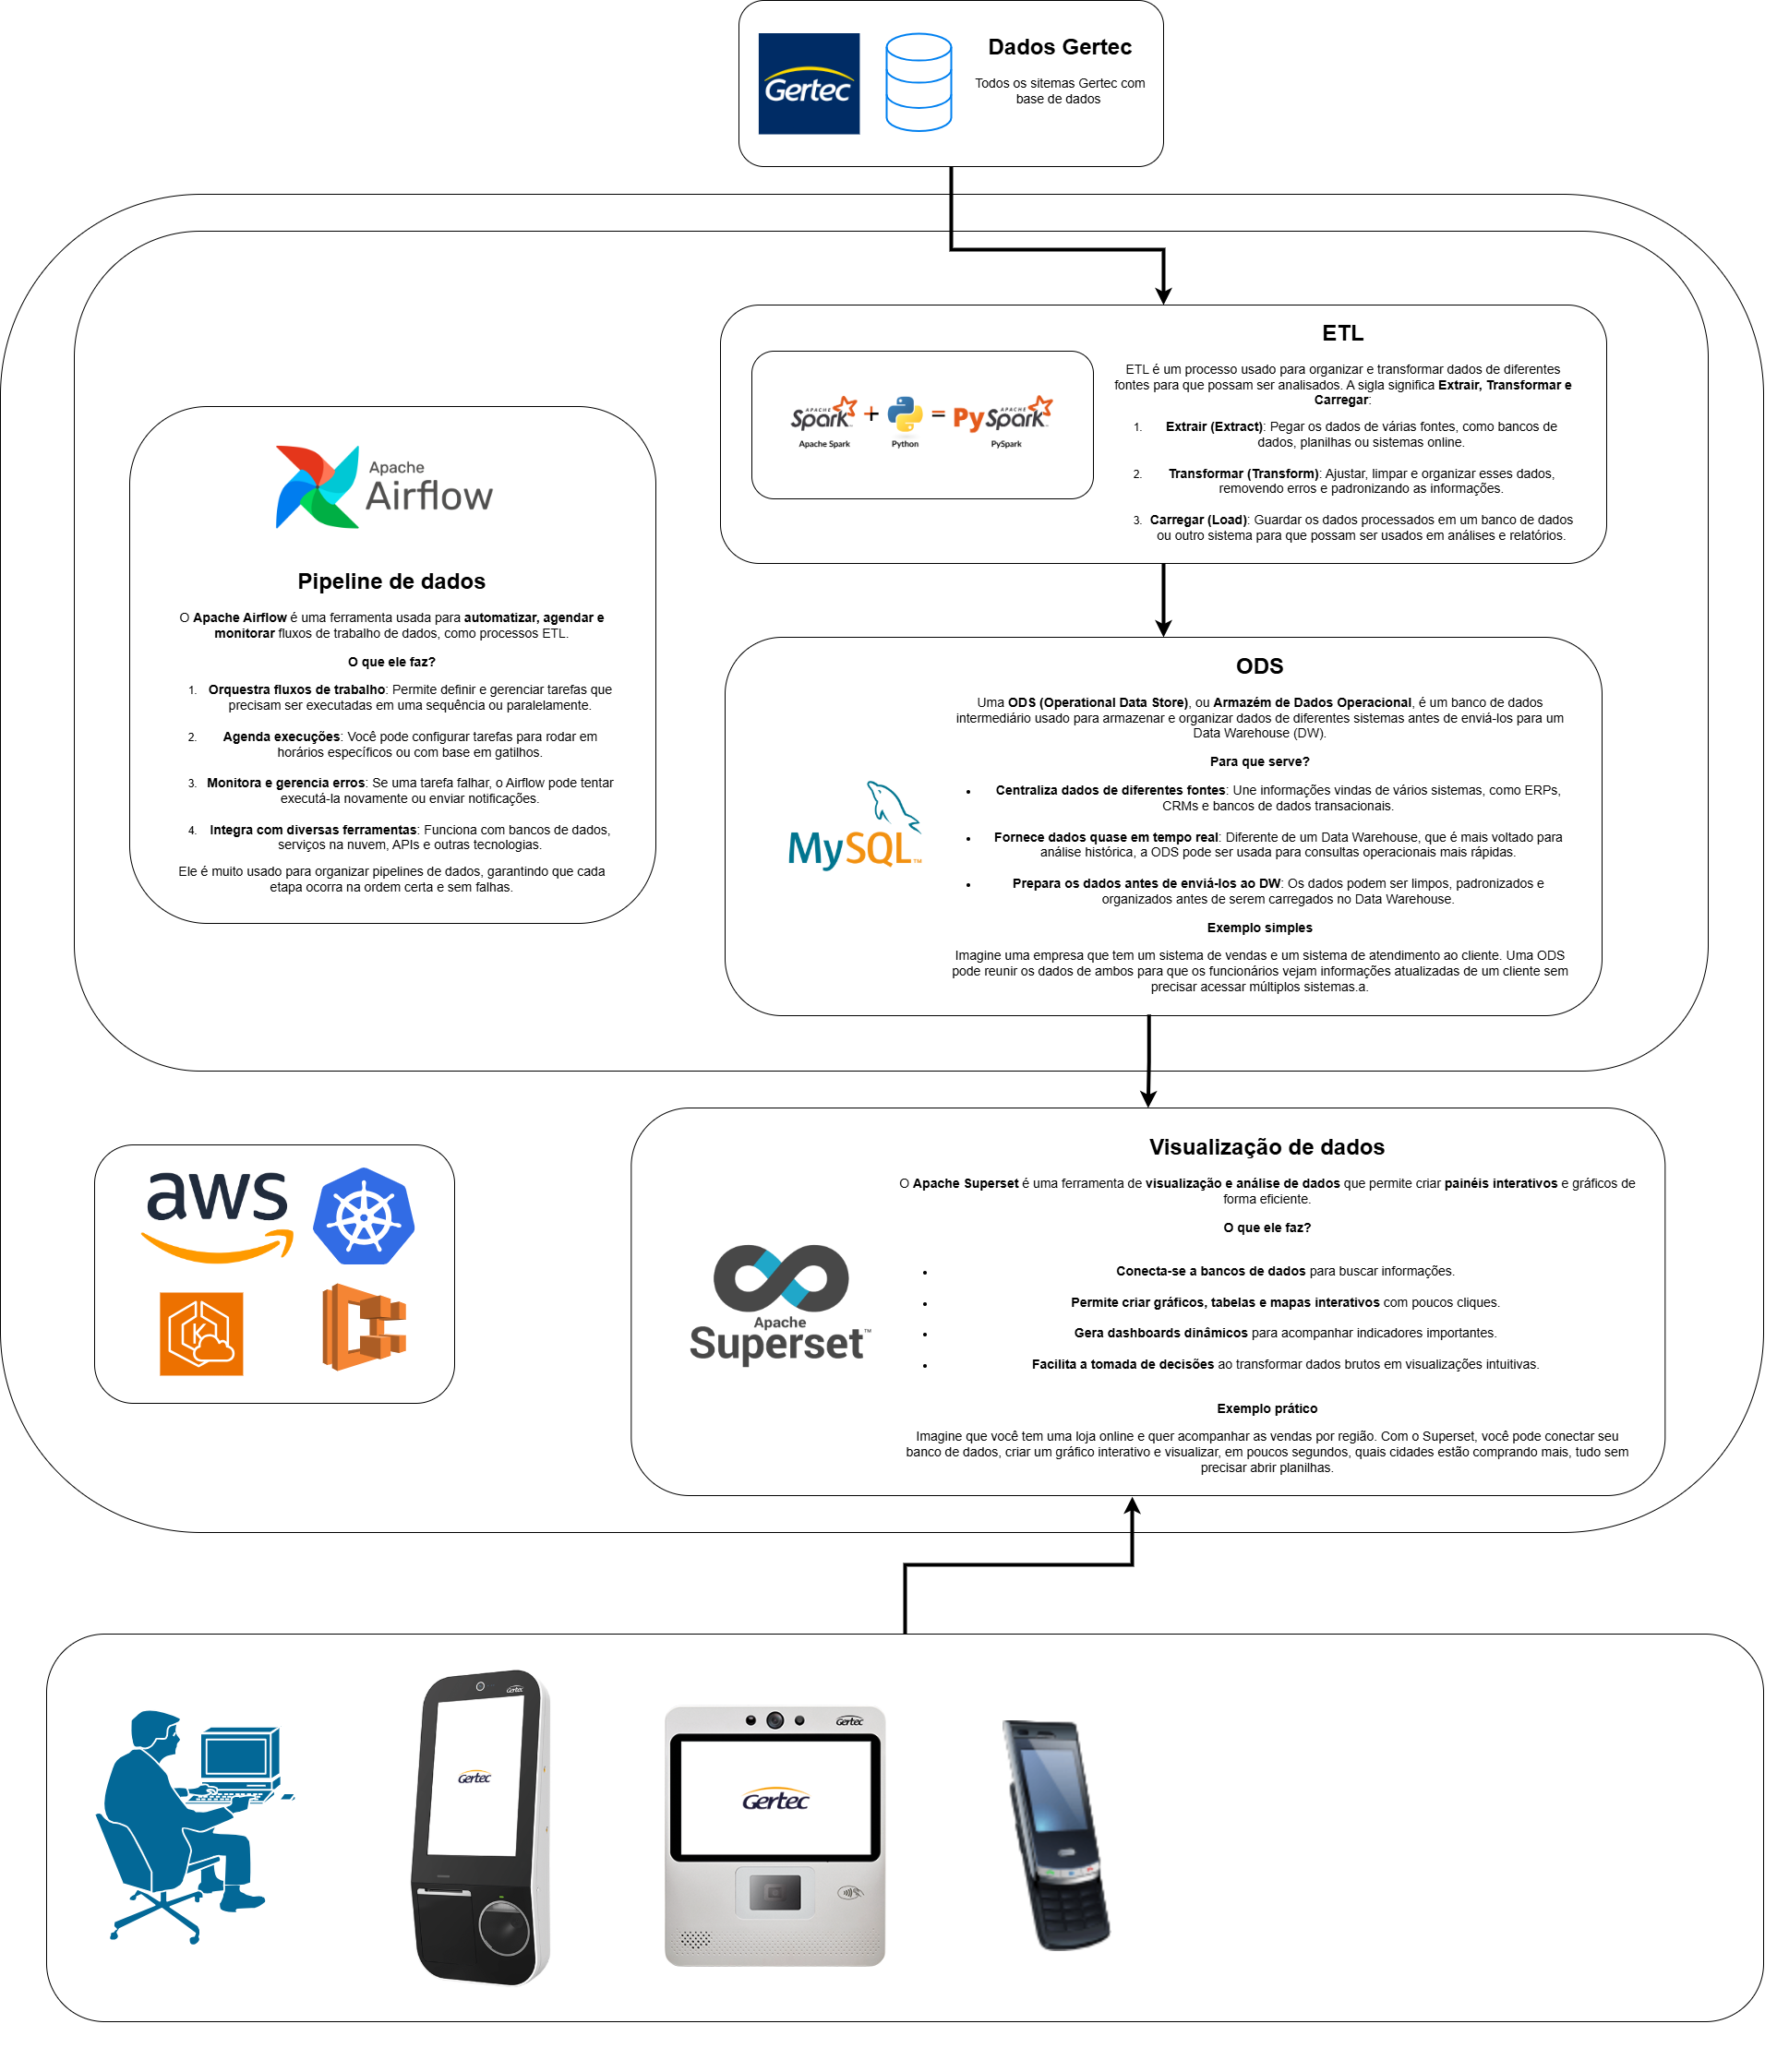 Gertec
Dados Gertec
Todos os sitemas Gertec com
base de dados
ETL
ETL é um processo usado para organizar e transformar dados de diferentes
fontes para que possam ser analisados. A sigla significa Extrair, Transformar e
Carregar:
1. Extrair (Extract): Pegar os dados de várias fontes, como bancos de
dados, planilhas ou sistemas online.
2. Transformar (Transform): Ajustar, limpar e organizar esses dados,
removendo erros e padronizando as informações.
3. Carregar (Load): Guardar os dados processados em um banco de dados
ou outro sistema para que possam ser usados em análises e relatórios.
APACHE
Spark + = PySpark
APACHE
Apache Spark Python PySpark
Apache
Airflow
Pipeline de dados
O Apache Airflow é uma ferramenta usada para automatizar, agendar e
monitorar fluxos de trabalho de dados, como processos ETL.
O que ele faz?
1. Orquestra fluxos de trabalho: Permite definir e gerenciar tarefas que
precisam ser executadas em uma sequência ou paralelamente.
2. Agenda execuções: Você pode configurar tarefas para rodar em
horários específicos ou com base em gatilhos.
3. Monitora e gerencia erros: Se uma tarefa falhar, o Airflow pode tentar
executá-la novamente ou enviar notificações.
4. Integra com diversas ferramentas: Funciona com bancos de dados,
serviços na nuvem, APIs e outras tecnologias.
Ele é muito usado para organizar pipelines de dados, garantindo que cada
etapa ocorra na ordem certa e sem falhas.
ODS
Uma ODS (Operational Data Store), ou Armazém de Dados Operacional, é um banco de dados
intermediário usado para armazenar e organizar dados de diferentes sistemas antes de enviá-los para um
Data Warehouse (DW).
Para que serve?
• Centraliza dados de diferentes fontes: Une informações vindas de vários sistemas, como ERPs,
CRMs e bancos de dados transacionais.
• Fornece dados quase em tempo real: Diferente de um Data Warehouse, que é mais voltado para
análise histórica, a ODS pode ser usada para consultas operacionais mais rápidas.
• Prepara os dados antes de enviá-los ao DW: Os dados podem ser limpos, padronizados e
organizados antes de serem carregados no Data Warehouse.
Exemplo simples
Imagine uma empresa que tem um sistema de vendas e um sistema de atendimento ao cliente. Uma ODS
pode reunir os dados de ambos para que os funcionários vejam informações atualizadas de um cliente sem
precisar acessar múltiplos sistemas.a.
MySQL™
aws
K
Visualização de dados
O Apache Superset é uma ferramenta de visualização e análise de dados que permite criar painéis interativos e gráficos de
forma eficiente.
O que ele faz?
• Conecta-se a bancos de dados para buscar informações.
• Permite criar gráficos, tabelas e mapas interativos com poucos cliques.
• Gera dashboards dinâmicos para acompanhar indicadores importantes.
• Facilita a tomada de decisões ao transformar dados brutos em visualizações intuitivas.
Exemplo prático
Imagine que você tem uma loja online e quer acompanhar as vendas por região. Com o Superset, você pode conectar seu
banco de dados, criar um gráfico interativo e visualizar, em poucos segundos, quais cidades estão comprando mais, tudo sem
precisar abrir planilhas.
Apache
Superset™
Gertec
Gertec
Gertec
Gertec